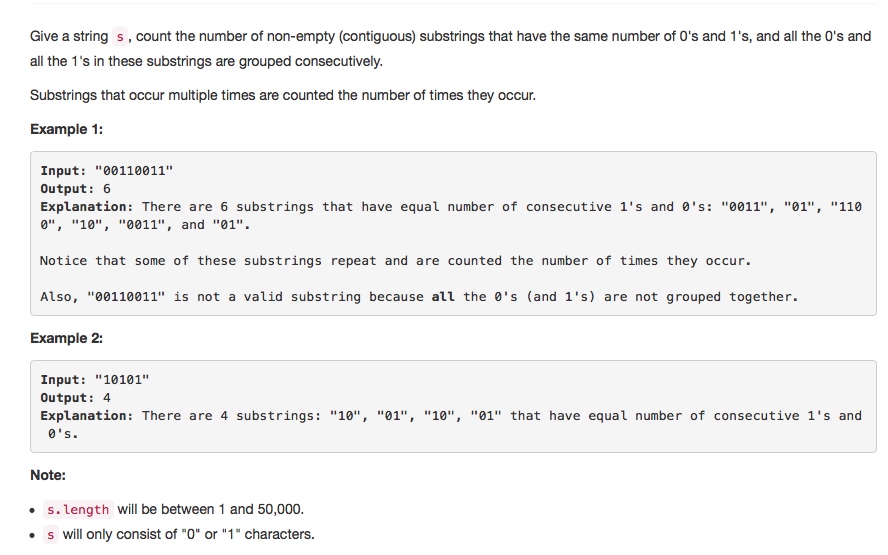 Give a string s, count the number of non-empty (contiguous) substrings that have the same number of 0's and 1's, and all the 0's and
all the 1's in these substrings are grouped consecutively.
Substrings that occur multiple times are counted the number of times they occur.
Example 1:
Input: "00110011"
Output: 6
Explanation: There are 6 substrings that have equal number of consecutive 1's and 0's: "0011", "01", "110
0", "10", "0011", and "01".
Notice that some of these substrings repeat and are counted the number of times they occur.
Also, "00110011" is not a valid substring because all the 0's (and 1's) are not grouped together.
Example 2:
Input: "10101"
Output: 4
Explanation: There are 4 substrings: "10", "01", "10", "01" that have equal number of consecutive 1's and
0's.
Note:
• s.length will be between 1 and 50,000.
• s will only consist of "0" or "1" characters.